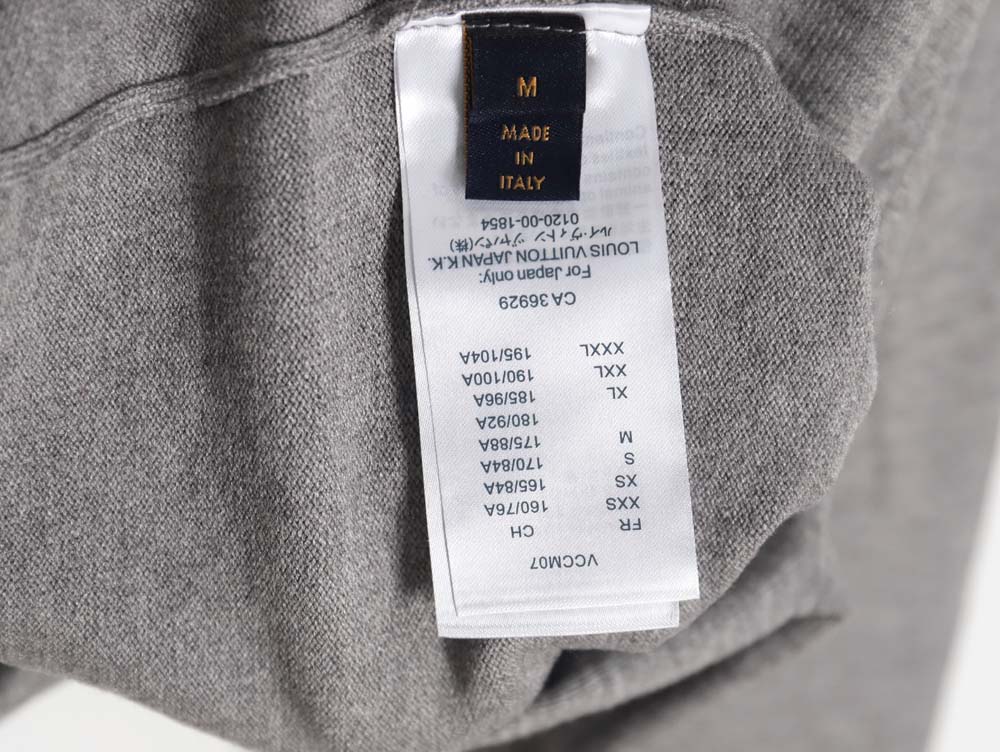 M
MADE
IN
ITALY
VCCM07
FR CH
XXS 160/76A
XS 165/84A
S 170/84A
M 175/88A
180/92A
XL 185/96A
XXL 190/100A
XXXL 195/104A
CA 36929
For Japan only:
LOUIS VUITTON JAPAN K.K.
ルイ・ヴィトン ジャパン(株)
0120-00-1854